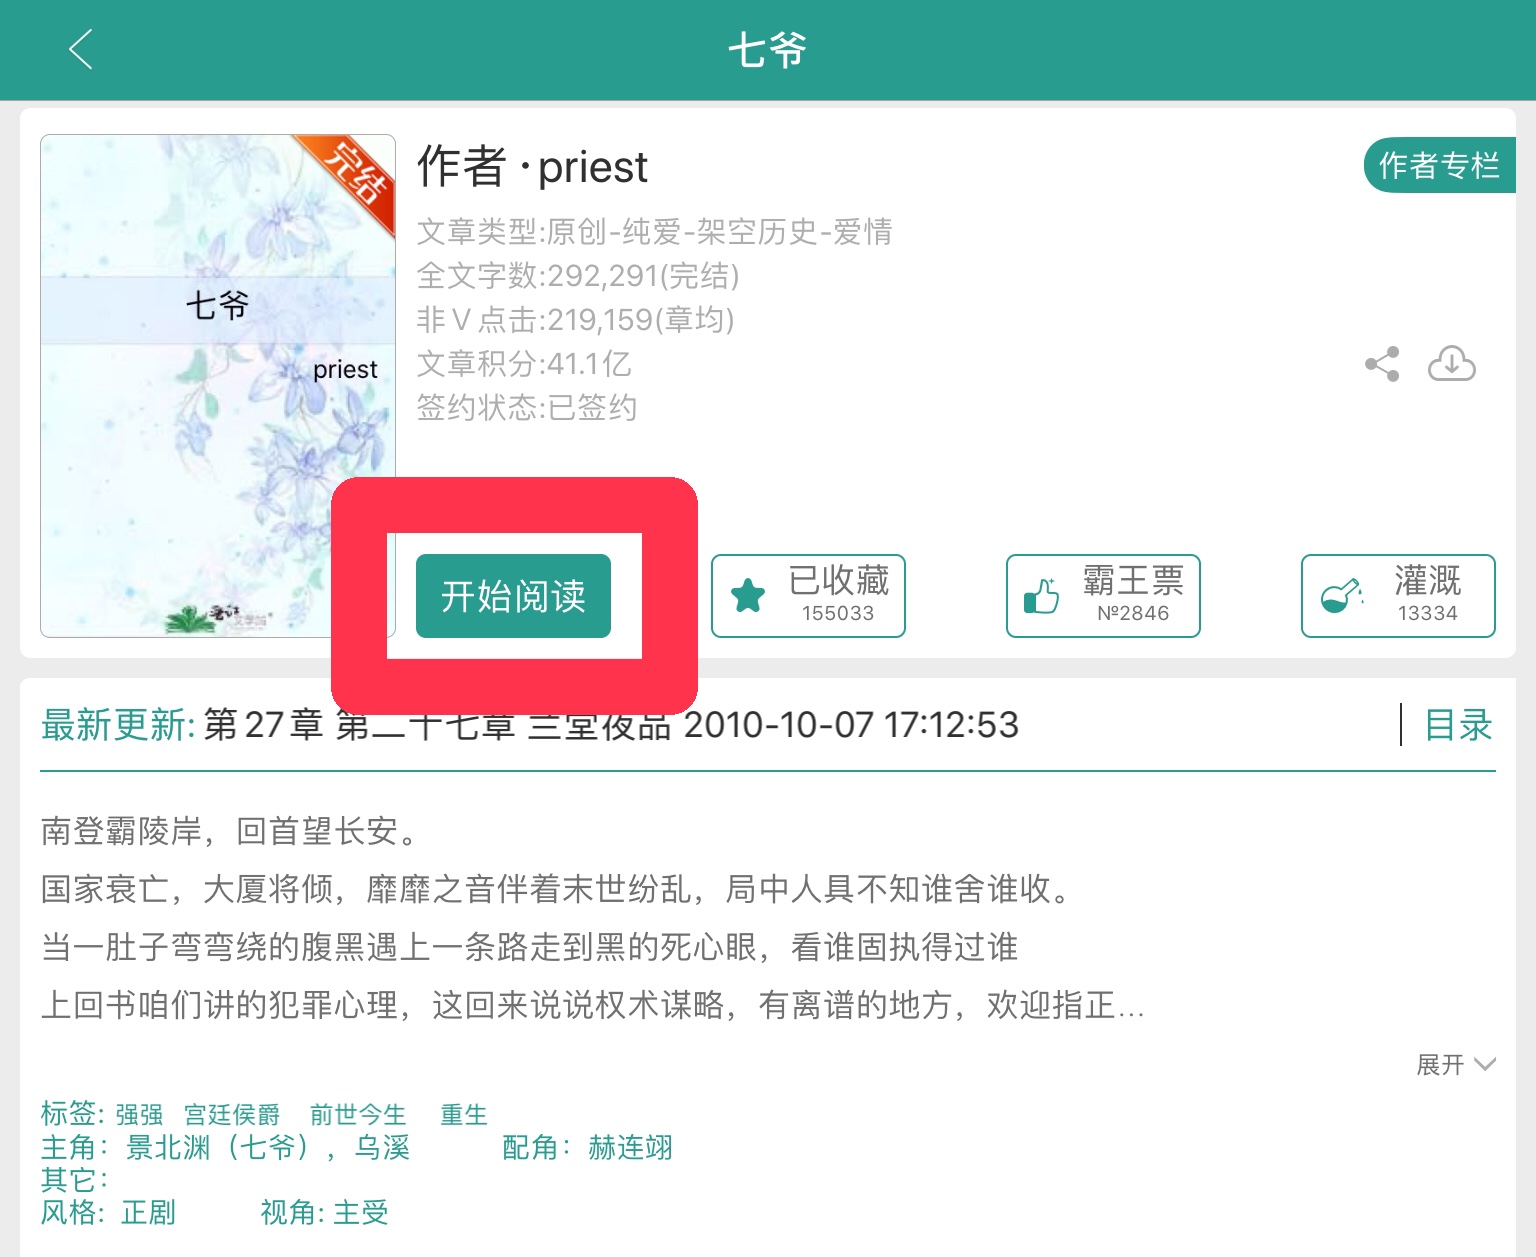 七爷
完结
七爷
priest
作者·priest
作者专栏
文章类型:原创-纯爱-架空历史-爱情
全文字数:292,291(完结)
非V点击:219,159(章均)
文章积分:41.1亿
签约状态:已签约
开始阅读
已收藏
155033
霸王票
№2846
灌溉
13334
最新更新:第27章 第二十七章 兰堂夜品 2010-10-07 17:12:53
目录
南登霸陵岸，回首望长安。
国家衰亡，大厦将倾，靡靡之音伴着末世纷乱，局中人具不知谁舍谁收。
当一肚子弯弯绕的腹黑遇上一条路走到黑的死心眼，看谁固执得过谁
上回书咱们讲的犯罪心理，这回来说说权术谋略，有离谱的地方，欢迎指正...
展开
标签: 强强 宫廷侯爵 前世今生 重生
主角：景北渊（七爷），乌溪 配角：赫连翊
其它：
风格: 正剧 视角: 主受